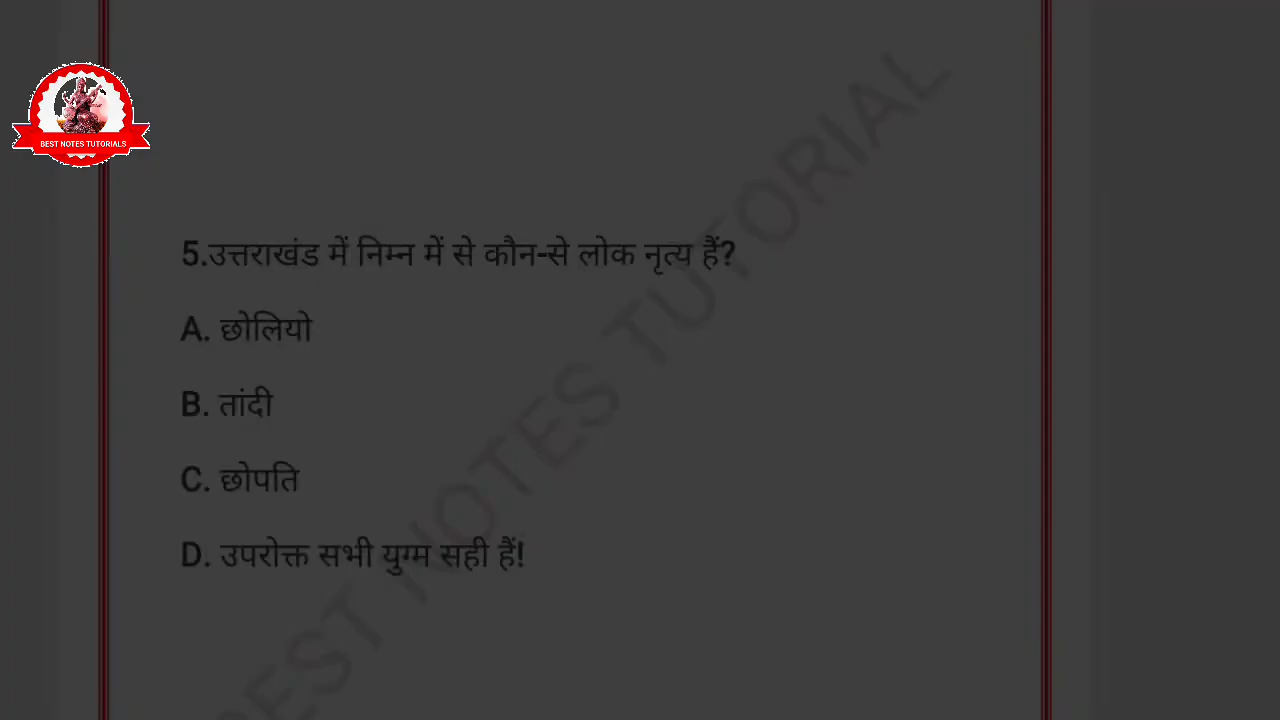 BEST NOTES TUTORIALS
5.उत्तराखंड में निम्न में से कौन-से लोक नृत्य हैं?
A. छोलियो
B. तांदी
C. छोपति
D. उपरोक्त सभी युग्म सही हैं!
BEST NOTES TUTORIAL